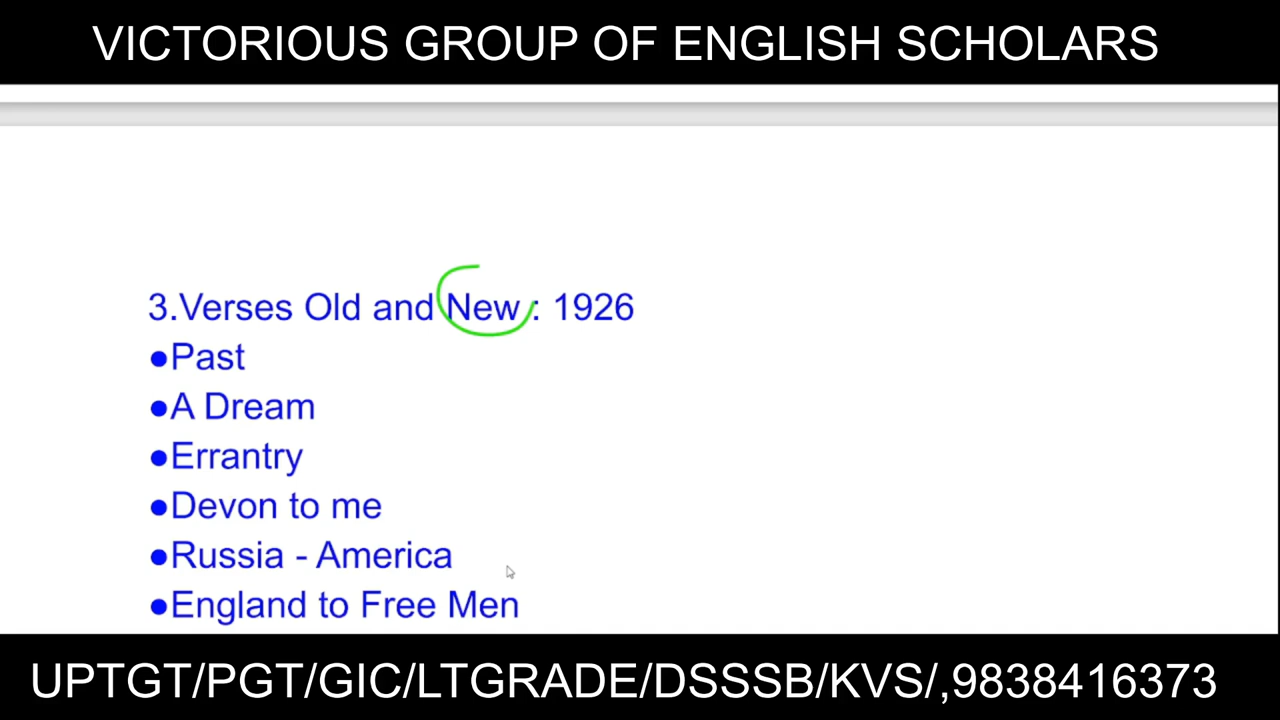 VICTORIOUS GROUP OF ENGLISH SCHOLARS
3.Verses Old and New : 1926
●Past
●A Dream
●Errantry
●Devon to me
●Russia - America
●England to Free Men
UPTGT/PGT/GIC/LTGRADE/DSSSB/KVS/,9838416373